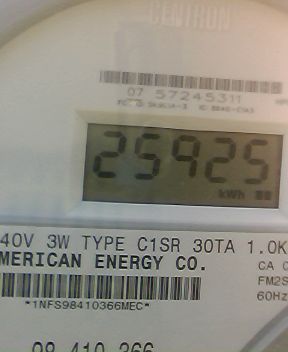 CENTRON
07 57245311
25925
kWh
40V 3W TYPE C1SR 30TA 1.0K
MERICAN ENERGY CO.
CA
FM2S
60Hz
*1NFS98410366MEC*
98 410 366